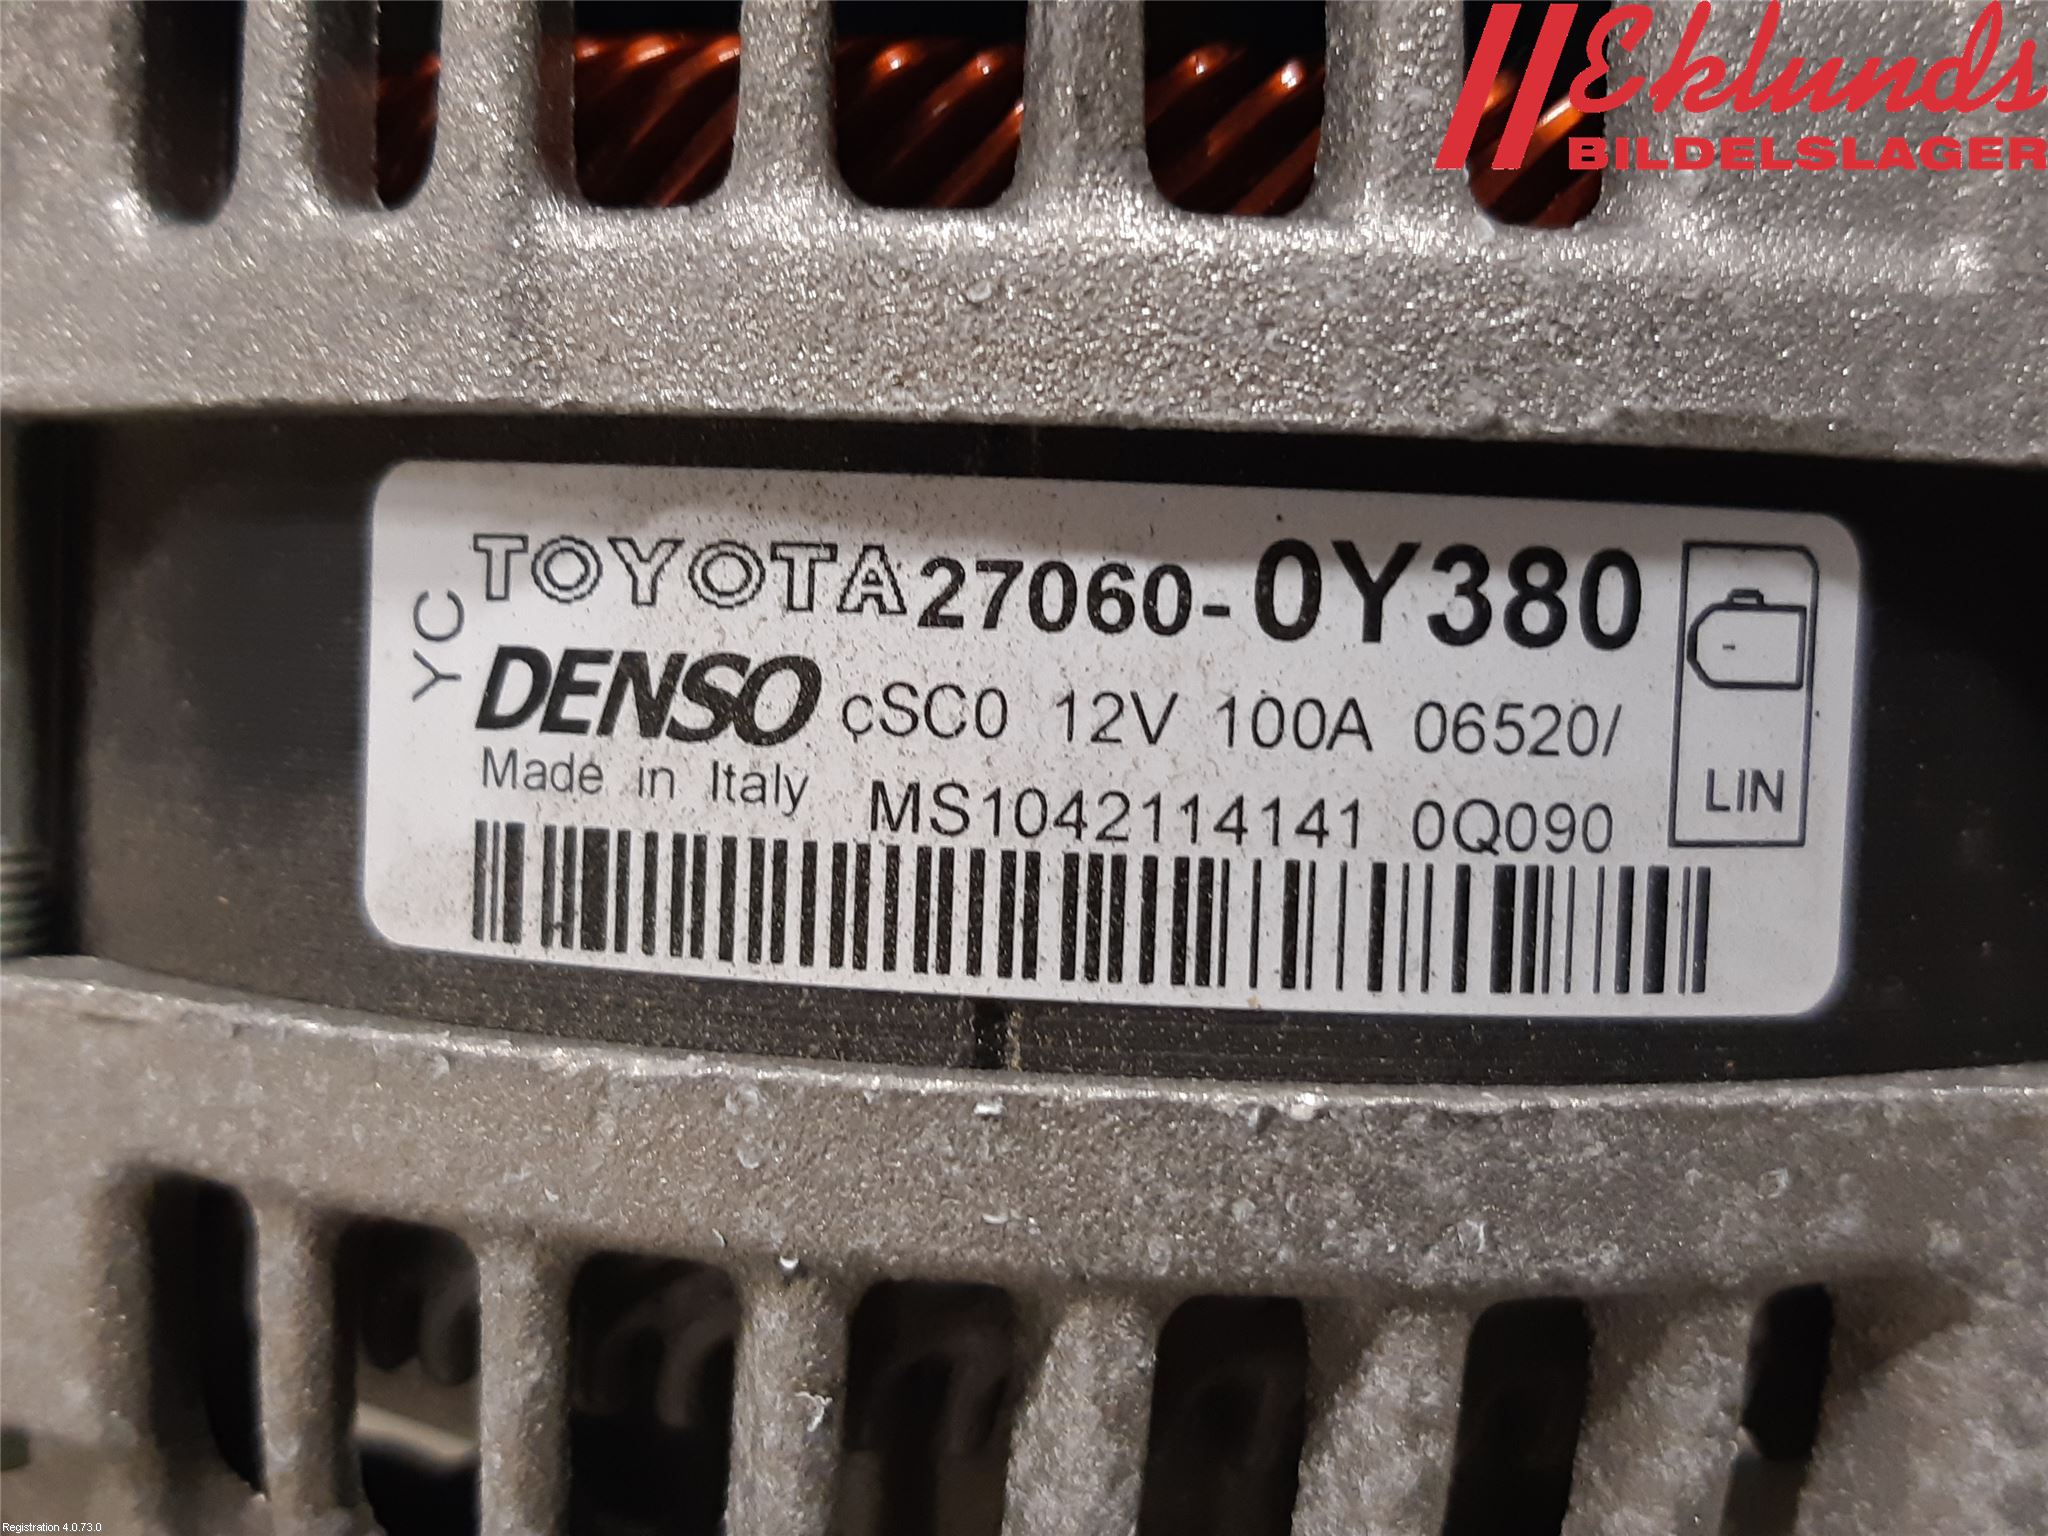 Eklunds
BILDELSLAGER
TOYOTA 27060-0Y380
YC
DENSO çSC0 12V 100A 06520/
Made in Italy MS1042114141 0Q090
LIN
Registration 4.0.73.0